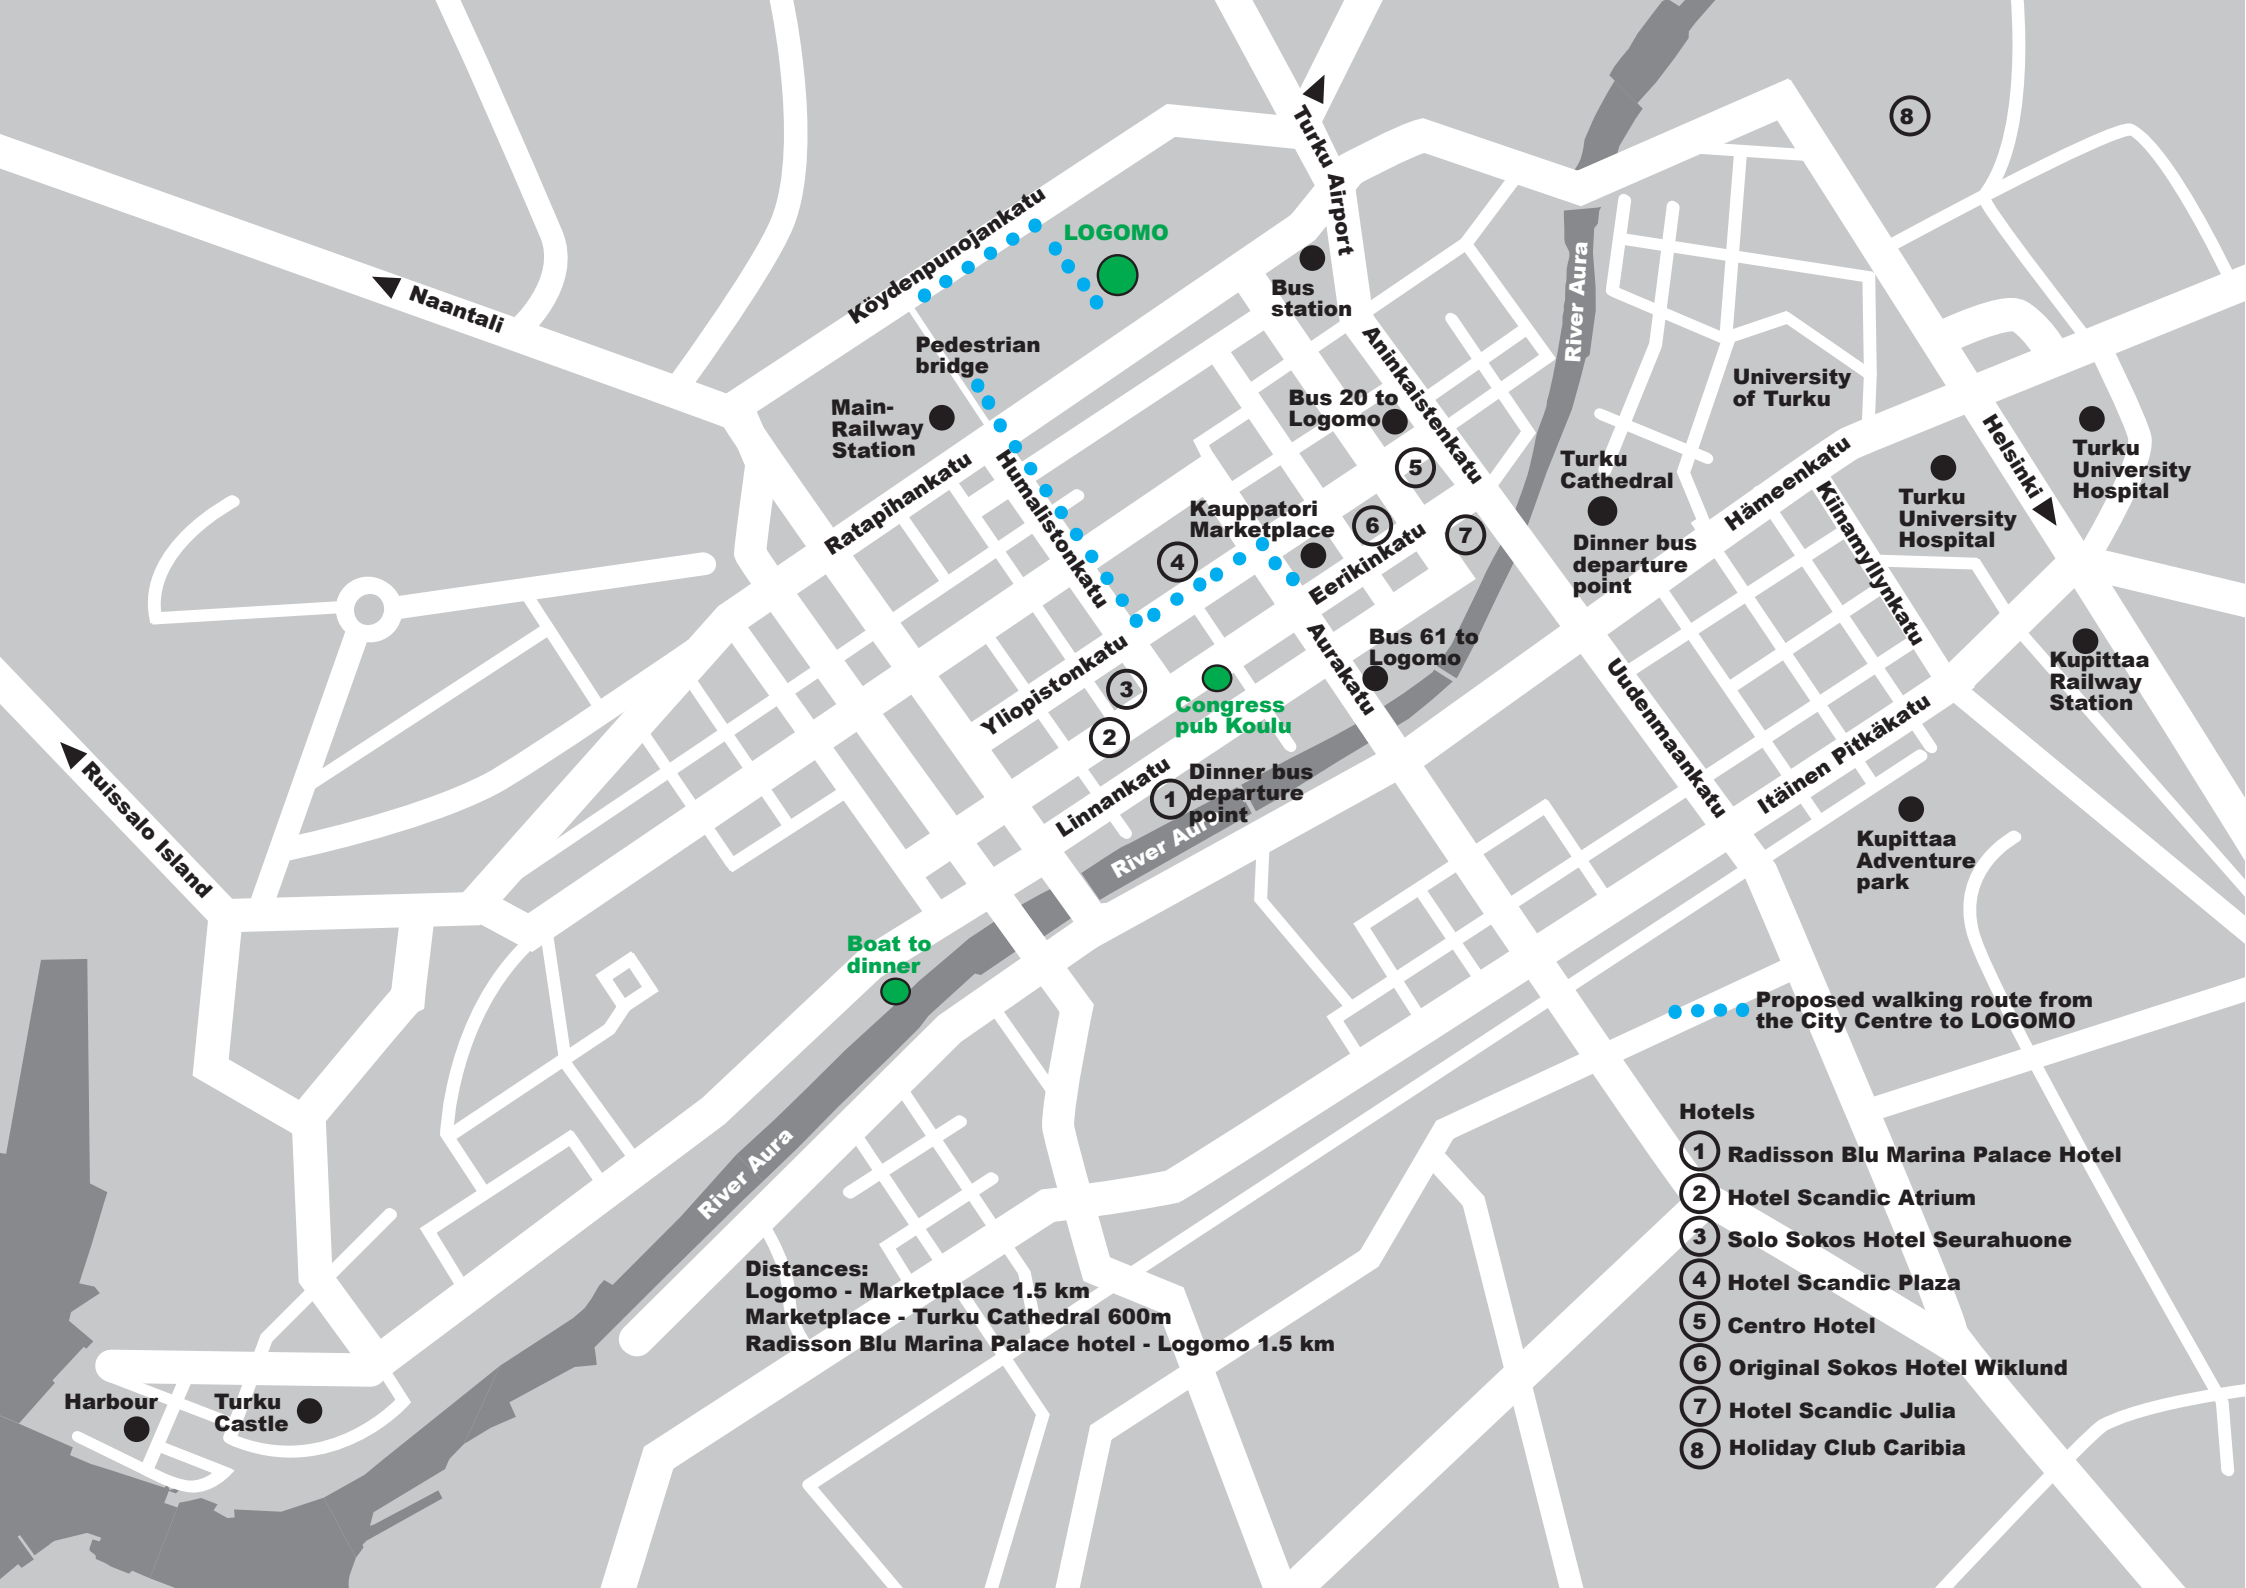 8
Turku Airport
Köydenpunojankatu
LOGOMO
River Aura
Naantali
Bus
station
Pedestrian
bridge
Aninkaistenkatu
University
of Turku
Main-
Railway
Station
Bus 20 to
Logomo
Helsinki
Turku
University
Hospital
Ratapihankatu
Humalistonkatu
5
Turku
Cathedral
Hämeenkatu
Kiinamyllynkatu
Turku
University
Hospital
Kauppatori
Marketplace
6
7
4
Eerikinkatu
Dinner bus
departure
point
Aurakatu
Bus 61 to
Logomo
Yliopistonkatu
3
2
Congress
pub Koulu
Uudenmaankatu
Itäinen Pitkäkatu
Kupittaa
Railway
Station
Ruissalo Island
Linnankatu
1
Dinner bus
departure
point
River Aura
Kupittaa
Adventure
park
Boat to
dinner
Proposed walking route from
the City Centre to LOGOMO
River Aura
Distances:
Logomo - Marketplace 1.5 km
Marketplace - Turku Cathedral 600m
Radisson Blu Marina Palace hotel - Logomo 1.5 km
Harbour
Turku
Castle
Hotels
1 Radisson Blu Marina Palace Hotel
2 Hotel Scandic Atrium
3 Solo Sokos Hotel Seurahuone
4 Hotel Scandic Plaza
5 Centro Hotel
6 Original Sokos Hotel Wiklund
7 Hotel Scandic Julia
8 Holiday Club Caribia